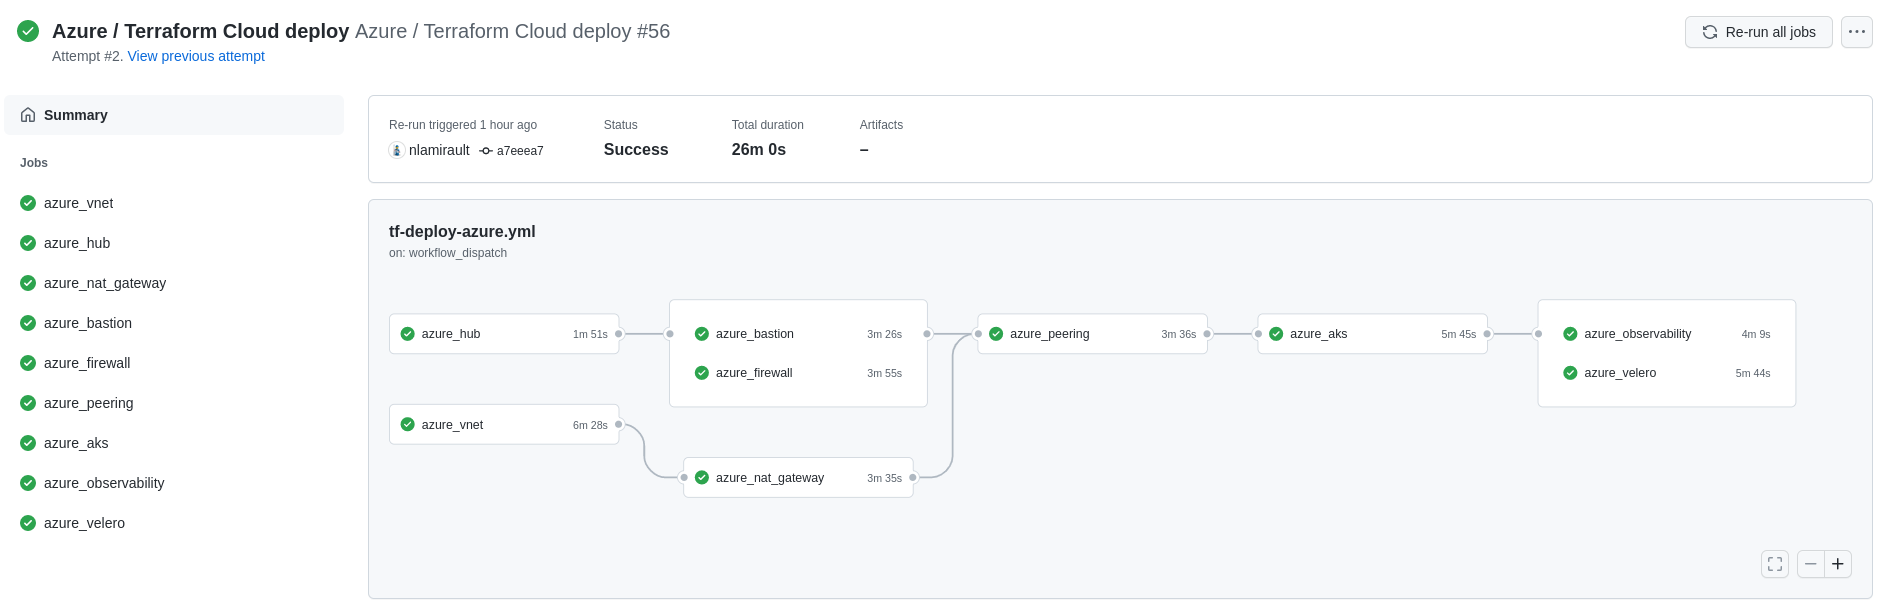 Azure / Terraform Cloud deploy Azure / Terraform Cloud deploy #56
Attempt #2. View previous attempt
Re-run all jobs
Summary
Jobs
azure_vnet
azure_hub
azure_nat_gateway
azure_bastion
azure_firewall
azure_peering
azure_aks
azure_observability
azure_velero
Re-run triggered 1 hour ago
nlamirault a7eeea7
Status
Success
Total duration
26m 0s
Artifacts
–
tf-deploy-azure.yml
on: workflow_dispatch
azure_hub 1m 51s
azure_vnet 6m 28s
azure_bastion 3m 26s
azure_firewall 3m 55s
azure_nat_gateway 3m 35s
azure_peering 3m 36s
azure_aks 5m 45s
azure_observability 4m 9s
azure_velero 5m 44s